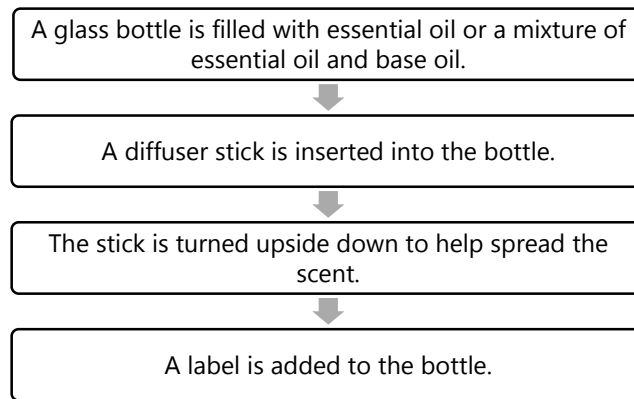 A glass bottle is filled with essential oil or a mixture of
essential oil and base oil.
A diffuser stick is inserted into the bottle.
The stick is turned upside down to help spread the
scent.
A label is added to the bottle.